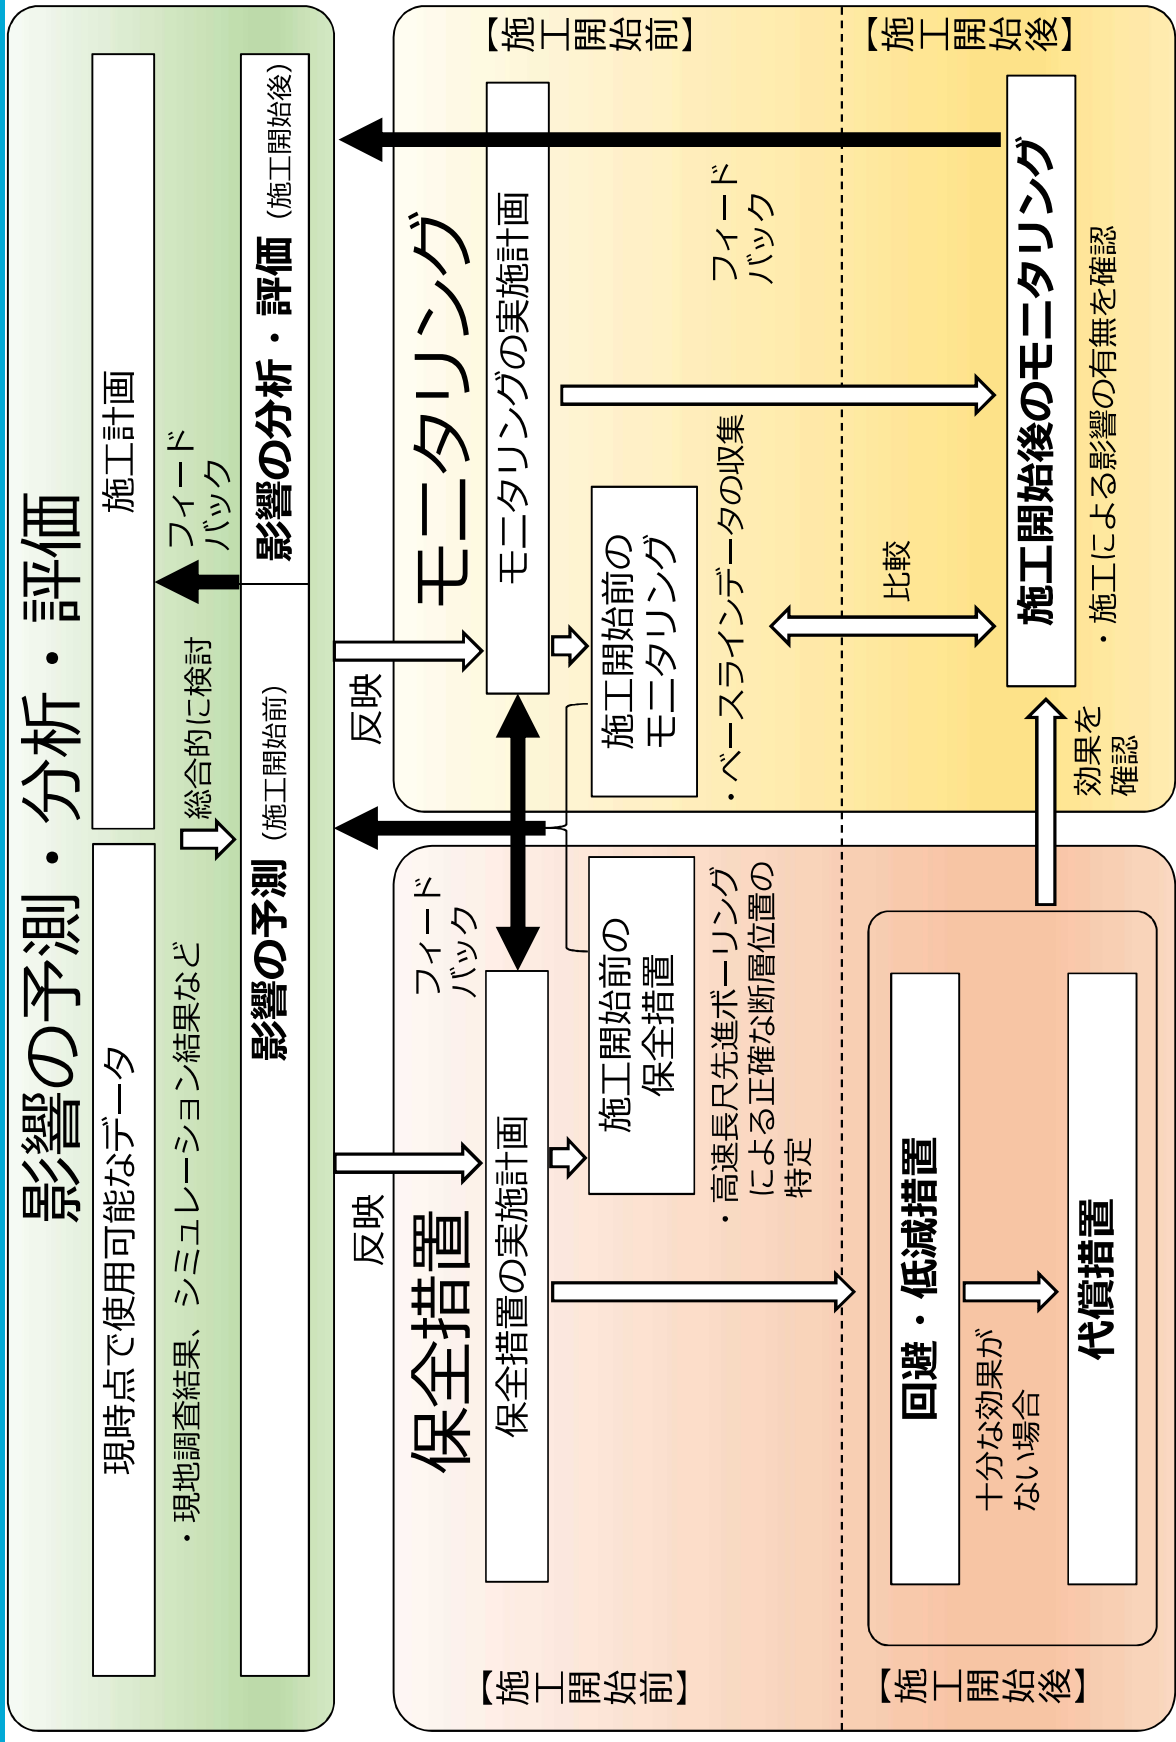 影響の予測・分析・評価
現時点で使用可能なデータ
施工計画
・現地調査結果、シミュレーション結果など
総合的に検討
フィード
バック
影響の予測（施工開始前）
影響の分析・評価（施工開始後）
反映
反映
保全措置
【施工開始前】
保全措置の実施計画
フィード
バック
施工開始前の
保全措置
・高速長尺先進ボーリング
による正確な断層位置の
特定
【施工開始後】
回避・低減措置
十分な効果が
ない場合
代償措置
効果を
確認
モニタリング
【施工開始前】
モニタリングの実施計画
施工開始前の
モニタリング
・ベースラインデータの収集
フィード
バック
【施工開始後】
比較
施工開始後のモニタリング
・施工による影響の有無を確認